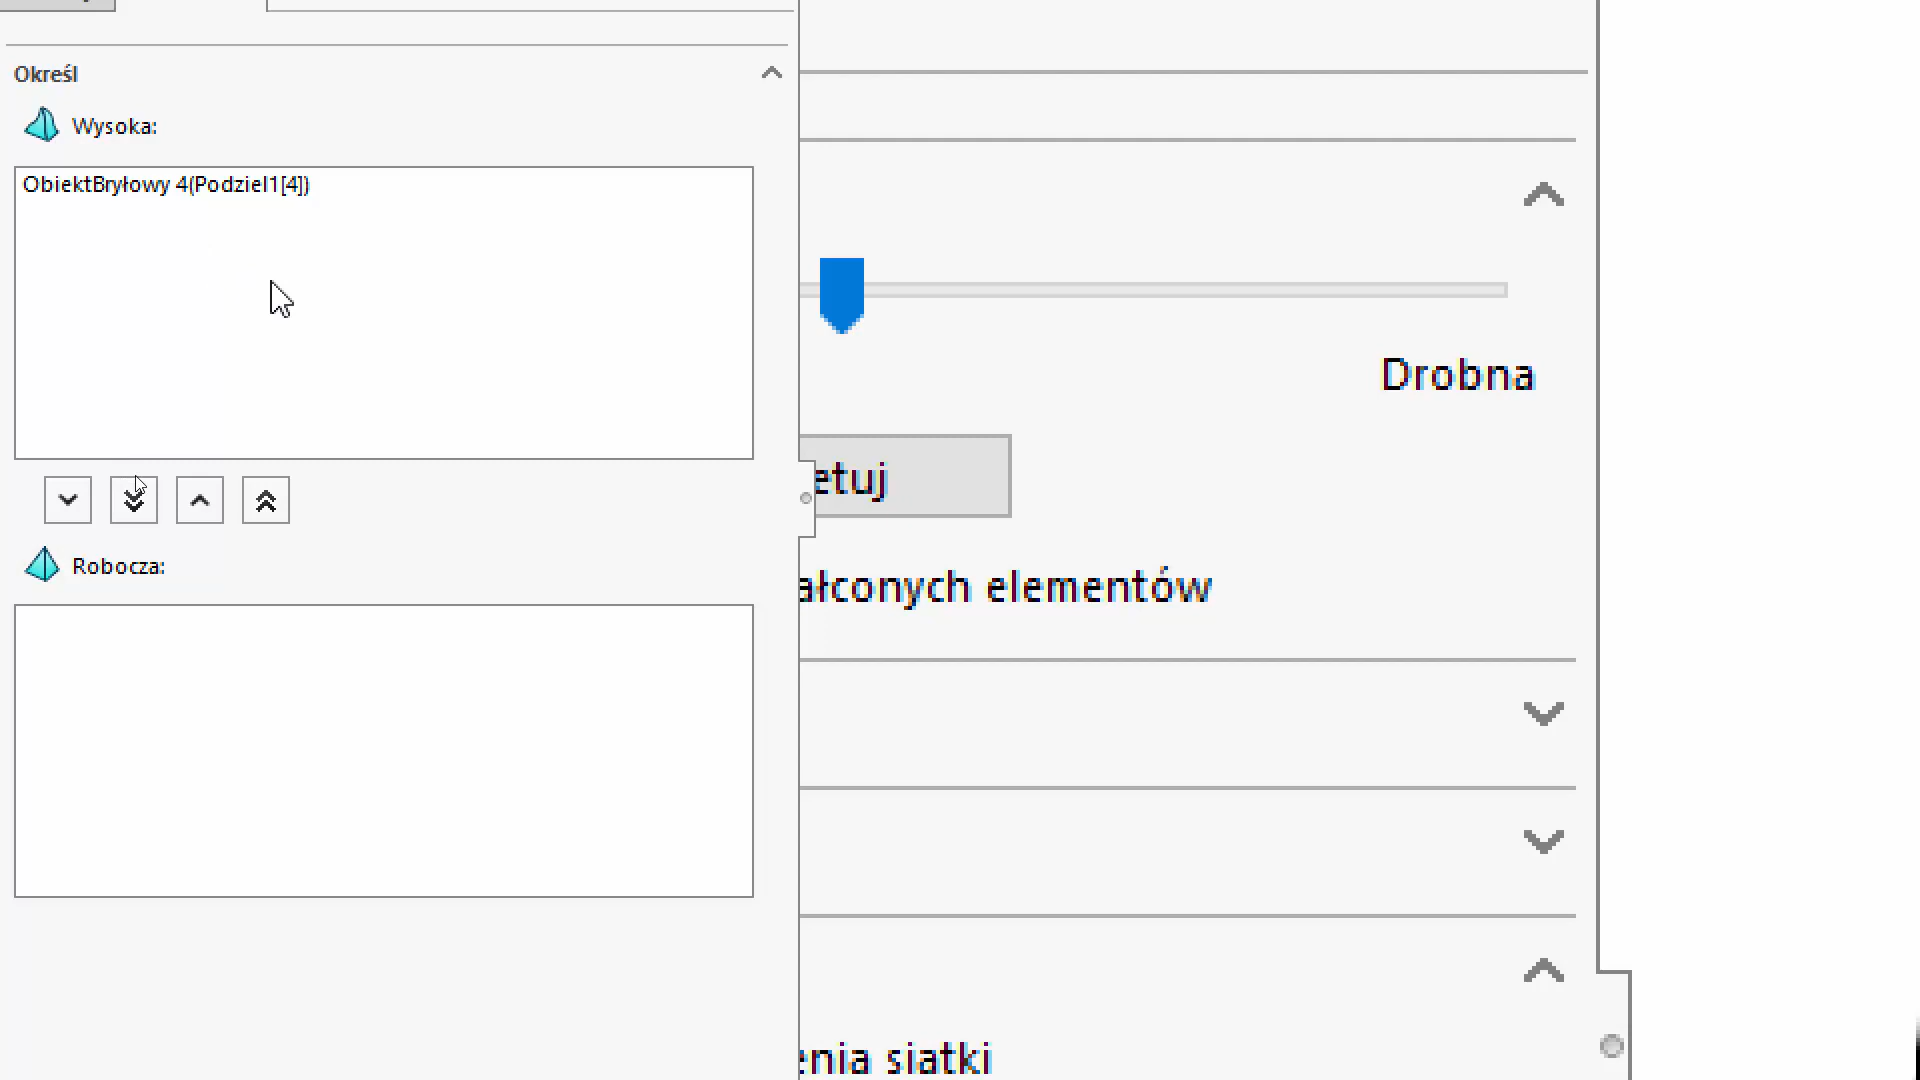 Określ
Wysoka:
ObiektBryłowy 4(Podziel1[4])
Robocza:
Drobna
etuj
ałconych elementów
enia siatki